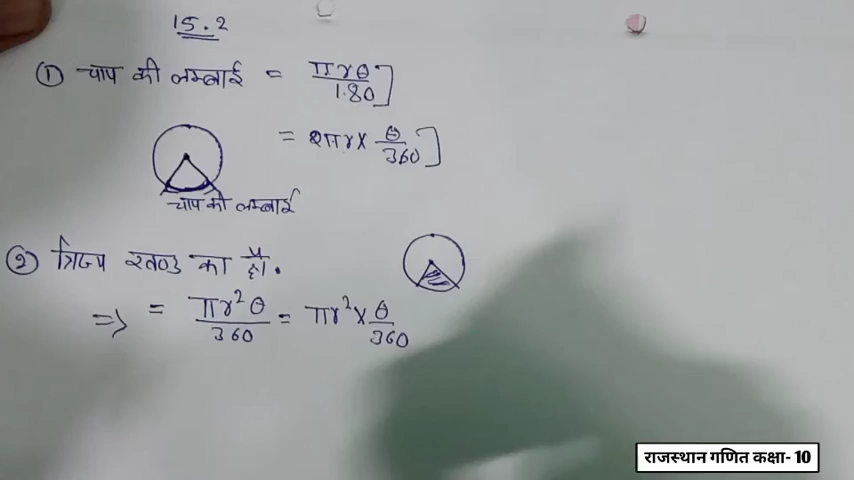 15.2
① चाप की लम्बाई = πrθ/180]
= 2πr × θ/360]
चाप की लम्बाई
② त्रिज्य खण्ड का
⇒ = πr²θ/360 = πr² × θ/360
राजस्थान गणित कक्षा- 10